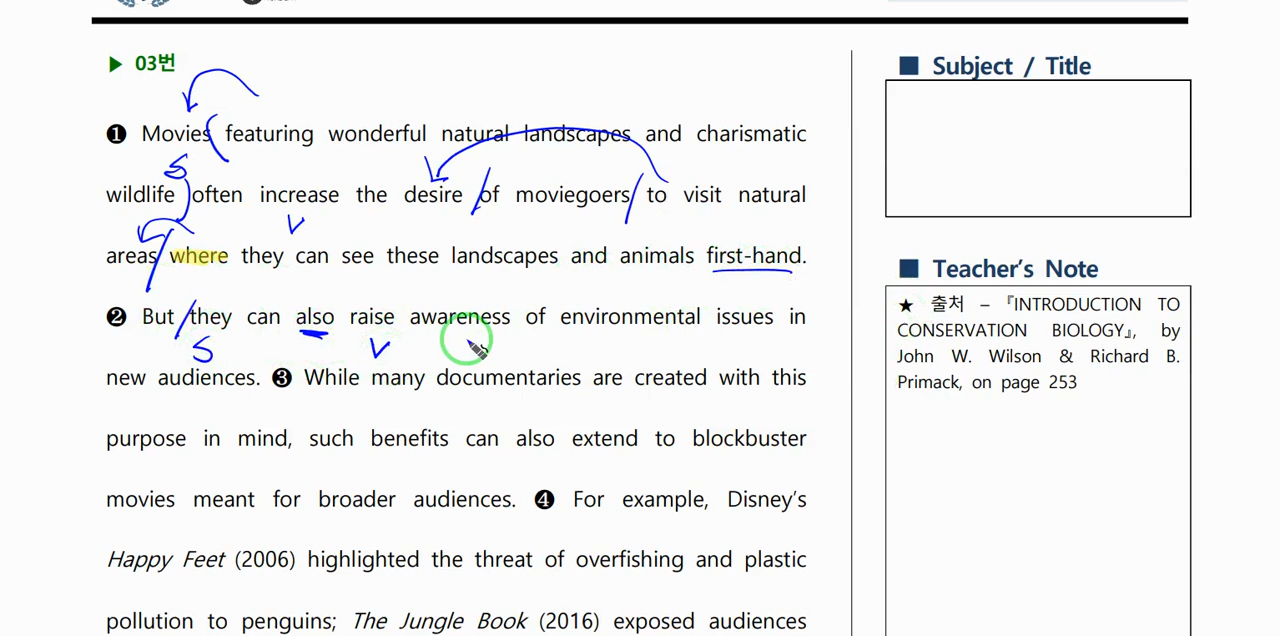 ▶ 03번
❶ Movies featuring wonderful natural landscapes and charismatic
wildlife often increase the desire of moviegoers to visit natural
areas where they can see these landscapes and animals first-hand.
❷ But they can also raise awareness of environmental issues in
new audiences. ❸ While many documentaries are created with this
purpose in mind, such benefits can also extend to blockbuster
movies meant for broader audiences. ❹ For example, Disney's
Happy Feet (2006) highlighted the threat of overfishing and plastic
pollution to penguins; The Jungle Book (2016) exposed audiences
S
V
S
V
■ Subject / Title
■ Teacher's Note
★ 출처 – 『INTRODUCTION TO
CONSERVATION BIOLOGY』, by
John W. Wilson & Richard B.
Primack, on page 253